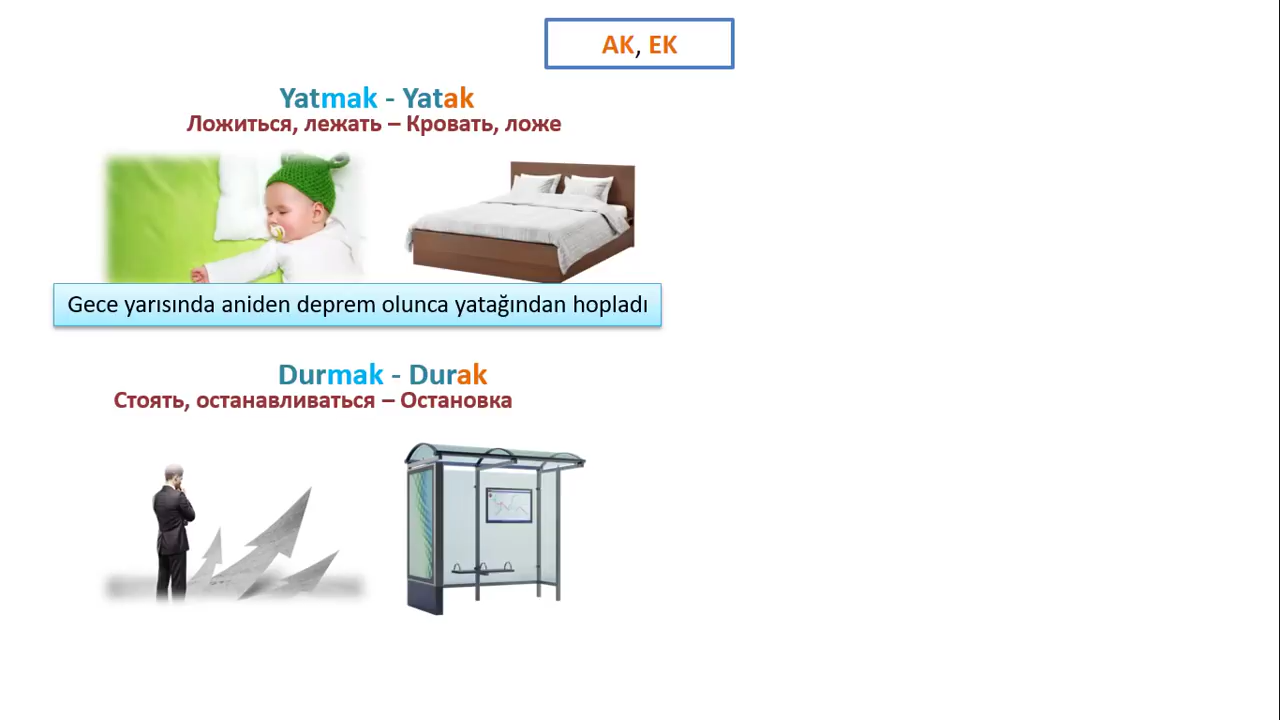 AK, EK
Yatmak - Yatak
Ложиться, лежать – Кровать, ложе
Gece yarısında aniden deprem olunca yatağından hopladı
Durmak - Durak
Стоять, останавливаться – Остановка